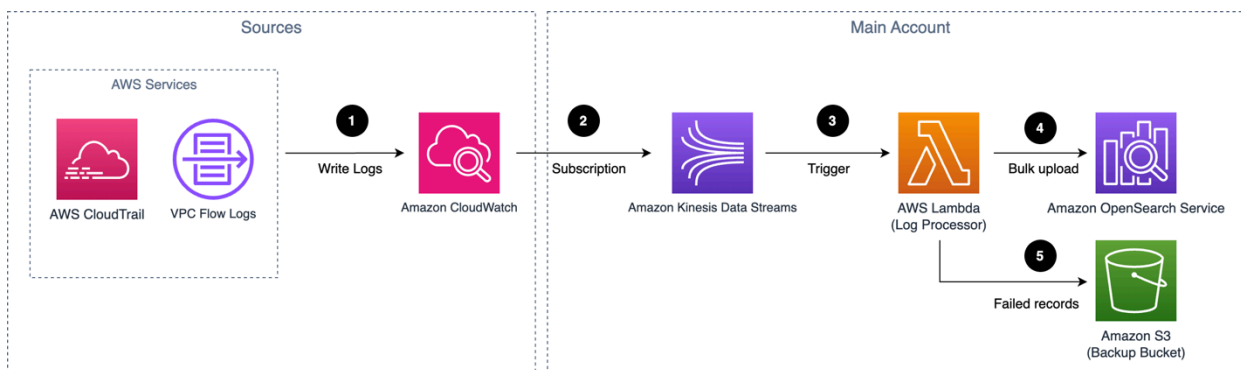 Sources
Main Account
AWS Services
1
2
3
4
Write Logs
Subscription
Trigger
Bulk upload
AWS CloudTrail
VPC Flow Logs
Amazon CloudWatch
Amazon Kinesis Data Streams
AWS Lambda
(Log Processor)
Amazon OpenSearch Service
5
Failed records
Amazon S3
(Backup Bucket)